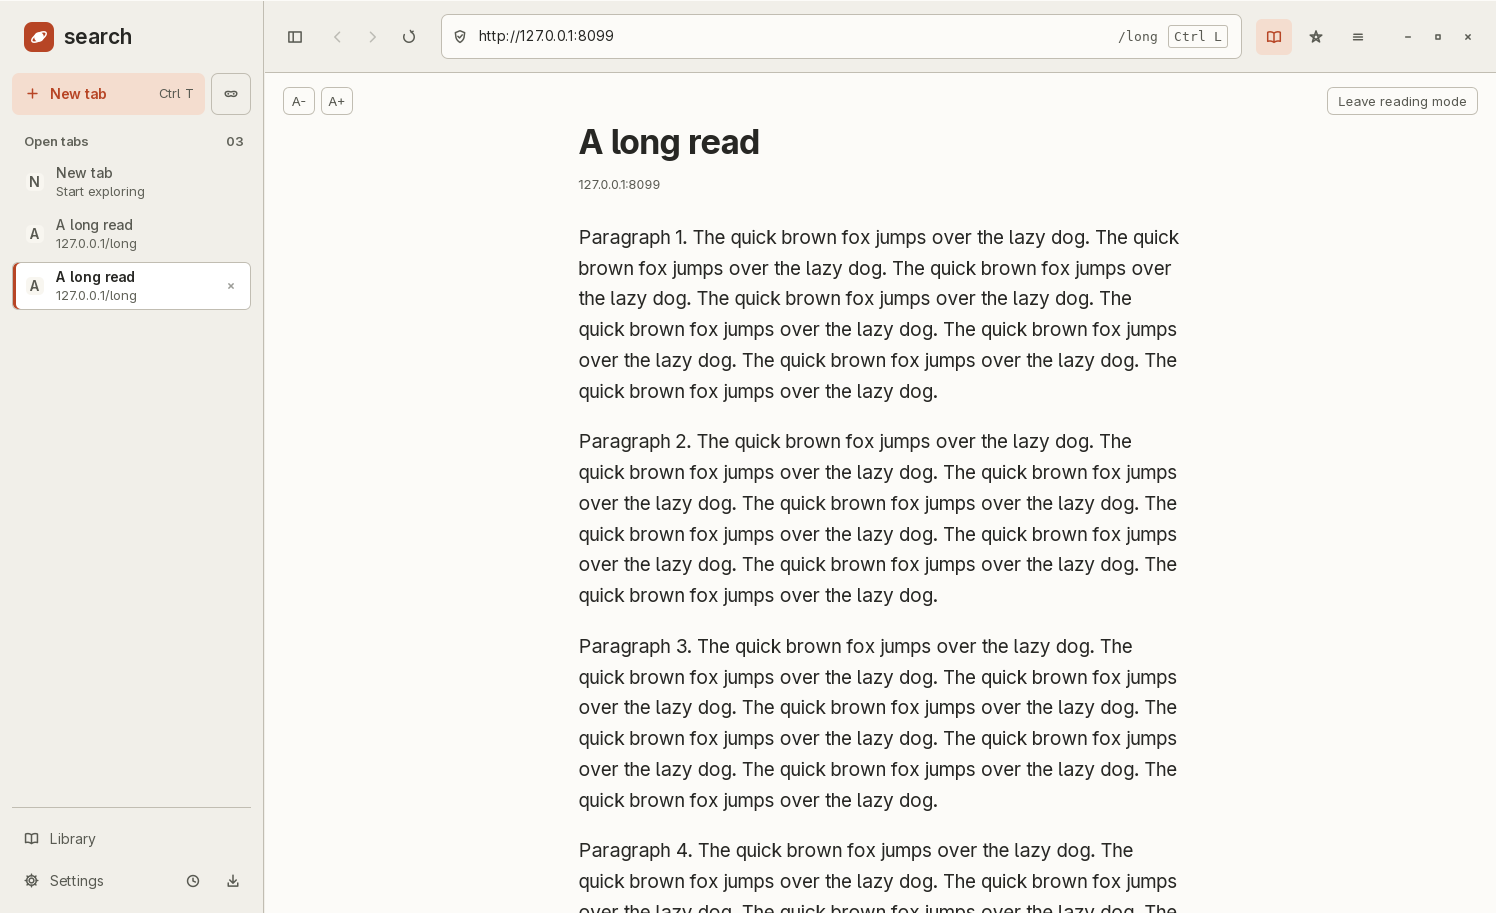 search
New tab Ctrl T
Open tabs 03
N New tab
Start exploring
A A long read
127.0.0.1/long
A A long read
127.0.0.1/long
Library
Settings
http://127.0.0.1:8099 /long Ctrl L
A- A+ Leave reading mode
A long read
127.0.0.1:8099
Paragraph 1. The quick brown fox jumps over the lazy dog. The quick
brown fox jumps over the lazy dog. The quick brown fox jumps over
the lazy dog. The quick brown fox jumps over the lazy dog. The
quick brown fox jumps over the lazy dog. The quick brown fox jumps
over the lazy dog. The quick brown fox jumps over the lazy dog. The
quick brown fox jumps over the lazy dog.
Paragraph 2. The quick brown fox jumps over the lazy dog. The
quick brown fox jumps over the lazy dog. The quick brown fox jumps
over the lazy dog. The quick brown fox jumps over the lazy dog. The
quick brown fox jumps over the lazy dog. The quick brown fox jumps
over the lazy dog. The quick brown fox jumps over the lazy dog. The
quick brown fox jumps over the lazy dog.
Paragraph 3. The quick brown fox jumps over the lazy dog. The
quick brown fox jumps over the lazy dog. The quick brown fox jumps
over the lazy dog. The quick brown fox jumps over the lazy dog. The
quick brown fox jumps over the lazy dog. The quick brown fox jumps
over the lazy dog. The quick brown fox jumps over the lazy dog. The
quick brown fox jumps over the lazy dog.
Paragraph 4. The quick brown fox jumps over the lazy dog. The
quick brown fox jumps over the lazy dog. The quick brown fox jumps
over the lazy dog. The quick brown fox jumps over the lazy dog. The